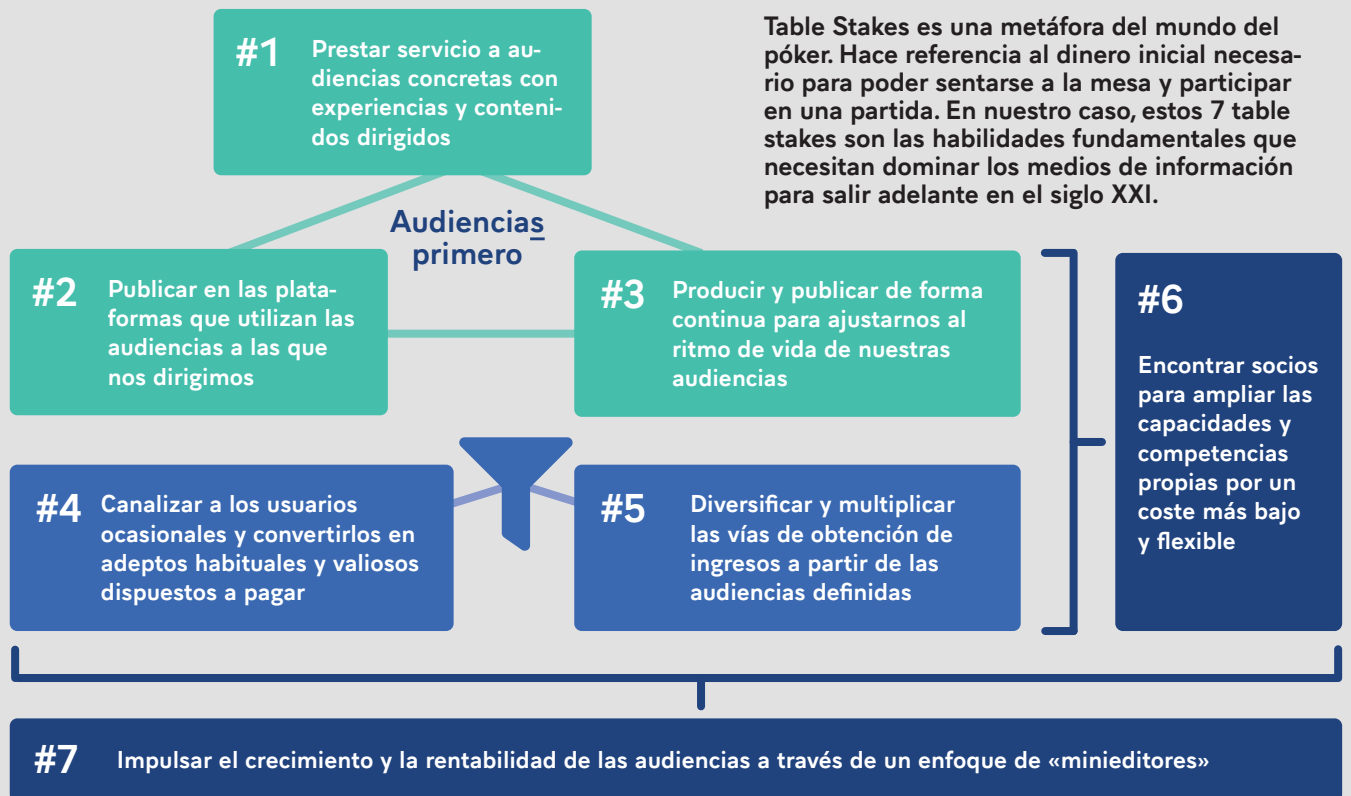 #1
Prestar servicio a au-
diencias concretas con
experiencias y conteni-
dos dirigidos
Table Stakes es una metáfora del mundo del
póker. Hace referencia al dinero inicial necesa-
rio para poder sentarse a la mesa y participar
en una partida. En nuestro caso, estos 7 table
stakes son las habilidades fundamentales que
necesitan dominar los medios de información
para salir adelante en el siglo XXI.
Audiencias
primero
#2
Publicar en las plata-
formas que utilizan las
audiencias a las que
nos dirigimos
#3
Producir y publicar de forma
continua para ajustarnos al
ritmo de vida de nuestras
audiencias
#4
Canalizar a los usuarios
ocasionales y convertirlos en
adeptos habituales y valiosos
dispuestos a pagar
#5
Diversificar y multiplicar
las vías de obtención de
ingresos a partir de las
audiencias definidas
#6
Encontrar socios
para ampliar las
capacidades y
competencias
propias por un
coste más bajo
y flexible
#7
Impulsar el crecimiento y la rentabilidad de las audiencias a través de un enfoque de «minieditores»